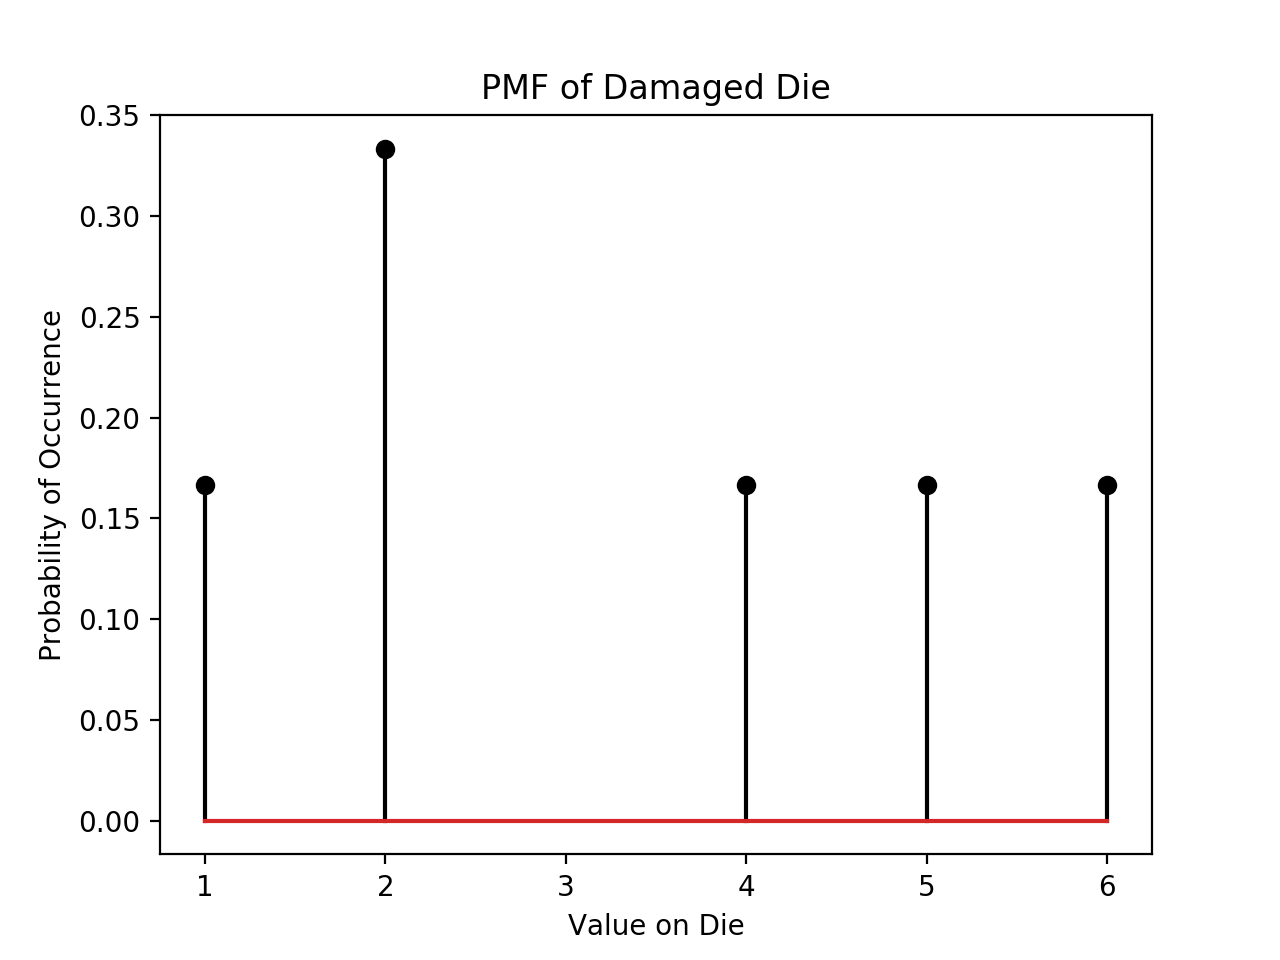 PMF of Damaged Die
0.35
0.30
0.25
0.20
0.15
0.10
0.05
0.00
Probability of Occurrence
1 2 3 4 5 6
Value on Die